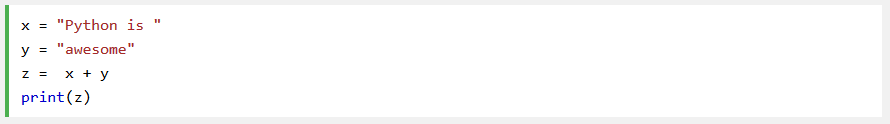 x = "Python is "
y = "awesome"
z =  x + y
print(z)